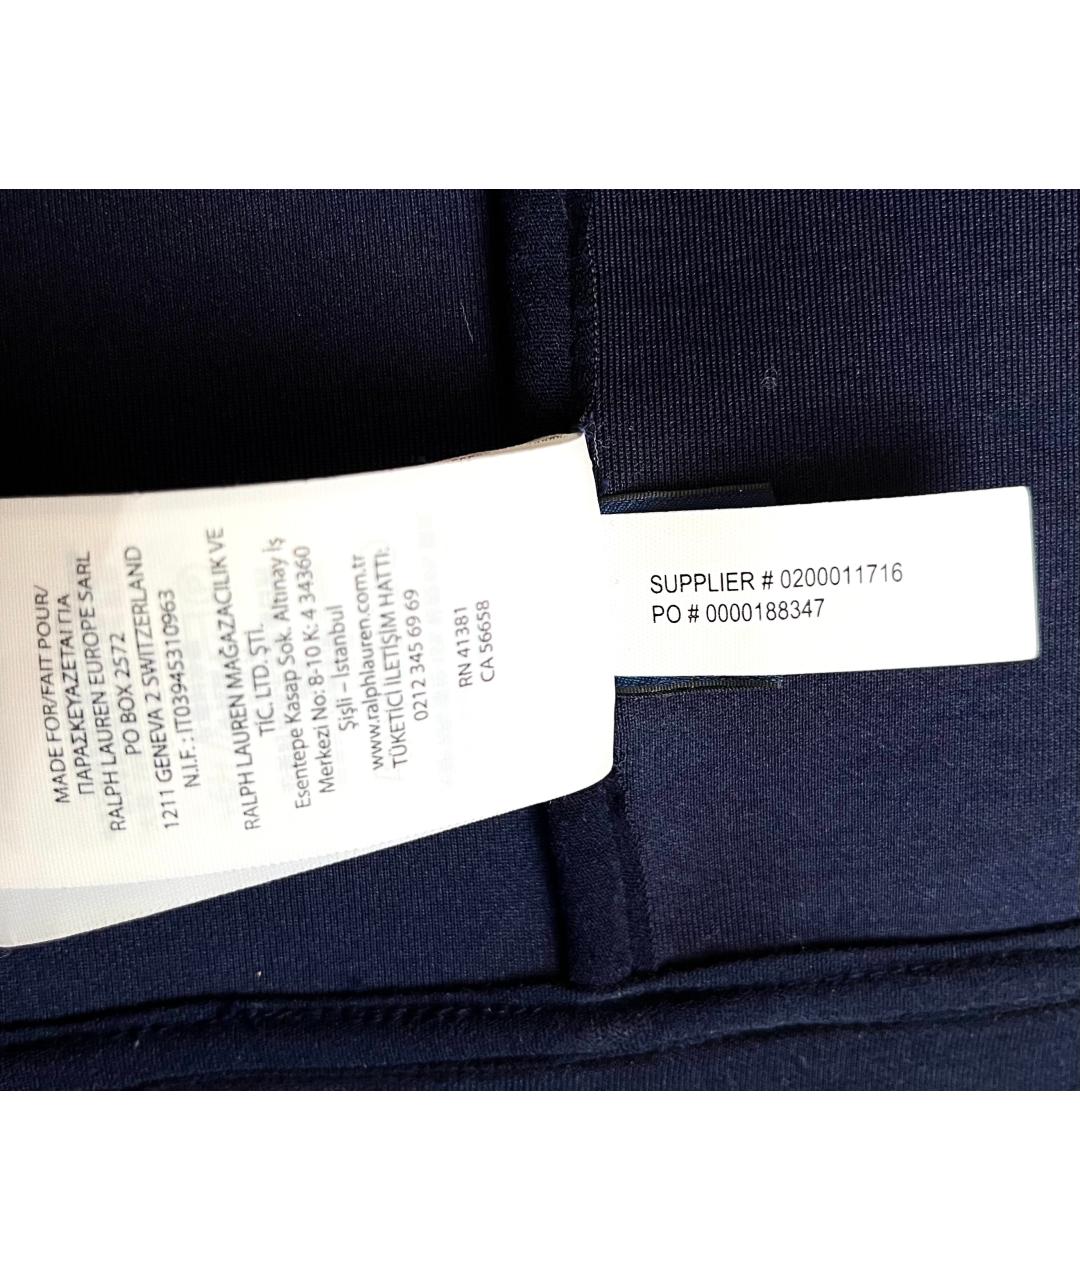 MADE FOR/FAIT POUR/
ΠΑΡΑΣΚΕΥΑΖΕΤΑΙ ΓΙΑ
RALPH LAUREN EUROPE SARL
PO BOX 2572
1211 GENEVA 2 SWITZERLAND
N.I.F.: IT03945310963
RALPH LAUREN MAĞAZACILIK VE
TİC. LTD. ŞTİ.
Esentepe Kasap Sok. Altınay İş
Merkezi No: 8-10 K: 4 34360
Şişli – İstanbul
www.ralphlauren.com.tr
TÜKETİCİ İLETİŞİM HATTI:
0212 345 69 69
RN 41381
CA 56658
SUPPLIER # 0200011716
PO # 0000188347